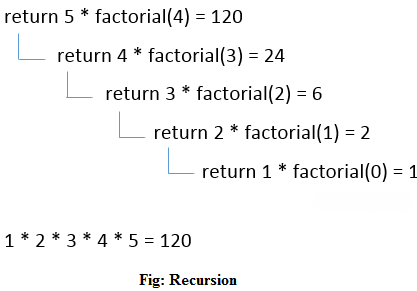 return 5 * factorial(4) = 120
return 4 * factorial(3) = 24
return 3 * factorial(2) = 6
return 2 * factorial(1) = 2
return 1 * factorial(0) = 1
1 * 2 * 3 * 4 * 5 = 120
Fig: Recursion